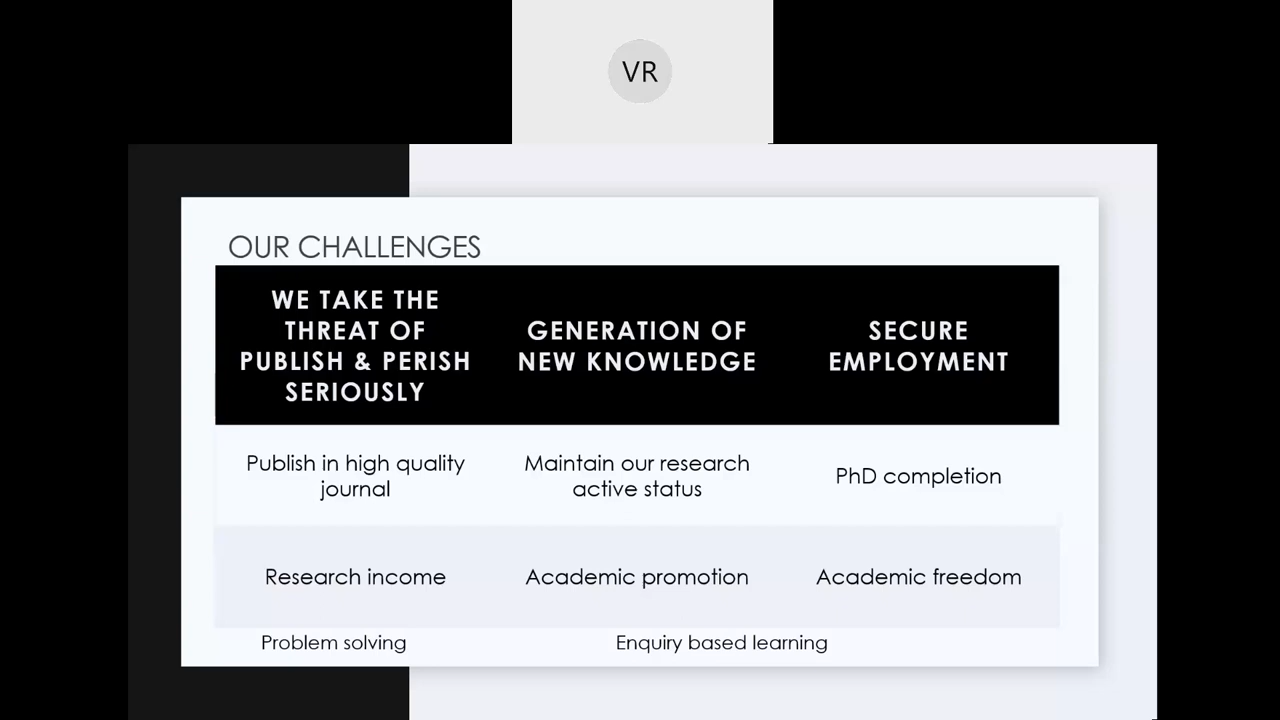 VR
OUR CHALLENGES
WE TAKE THE
THREAT OF
PUBLISH & PERISH
SERIOUSLY
GENERATION OF
NEW KNOWLEDGE
SECURE
EMPLOYMENT
Publish in high quality
journal
Maintain our research
active status
PhD completion
Research income
Academic promotion
Academic freedom
Problem solving
Enquiry based learning